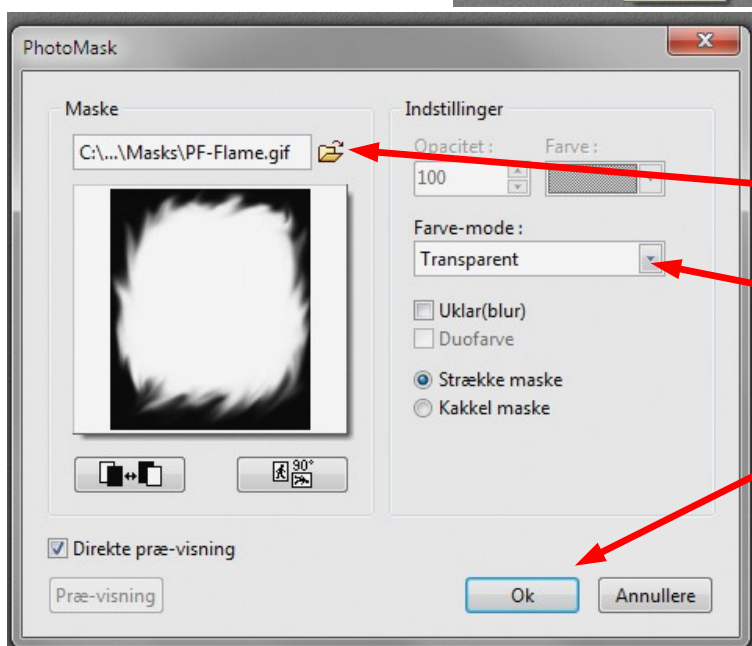 PhotoMask
Maske
C:\...\Masks\PF-Flame.gif
90°
Direkte præ-visning
Præ-visning
Indstillinger
Opacitet :
Farve :
100
Farve-mode :
Transparent
Uklar(blur)
Duofarve
Strække maske
Kakkel maske
Ok
Annullere